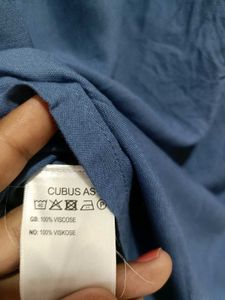 CUBUS AS
GB: 100% VISCOSE
NO: 100% VISKOSE